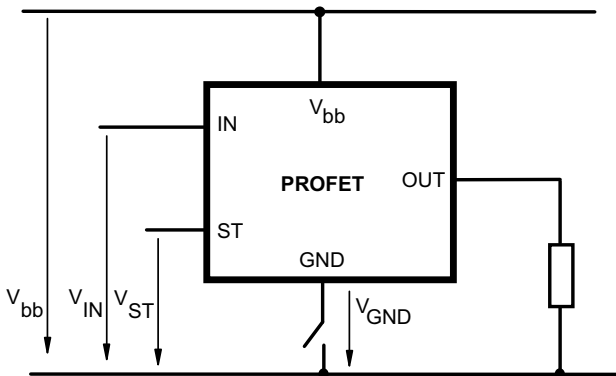 V_bb
IN
PROFET
OUT
ST
GND
V_bb
V_IN
V_ST
V_GND